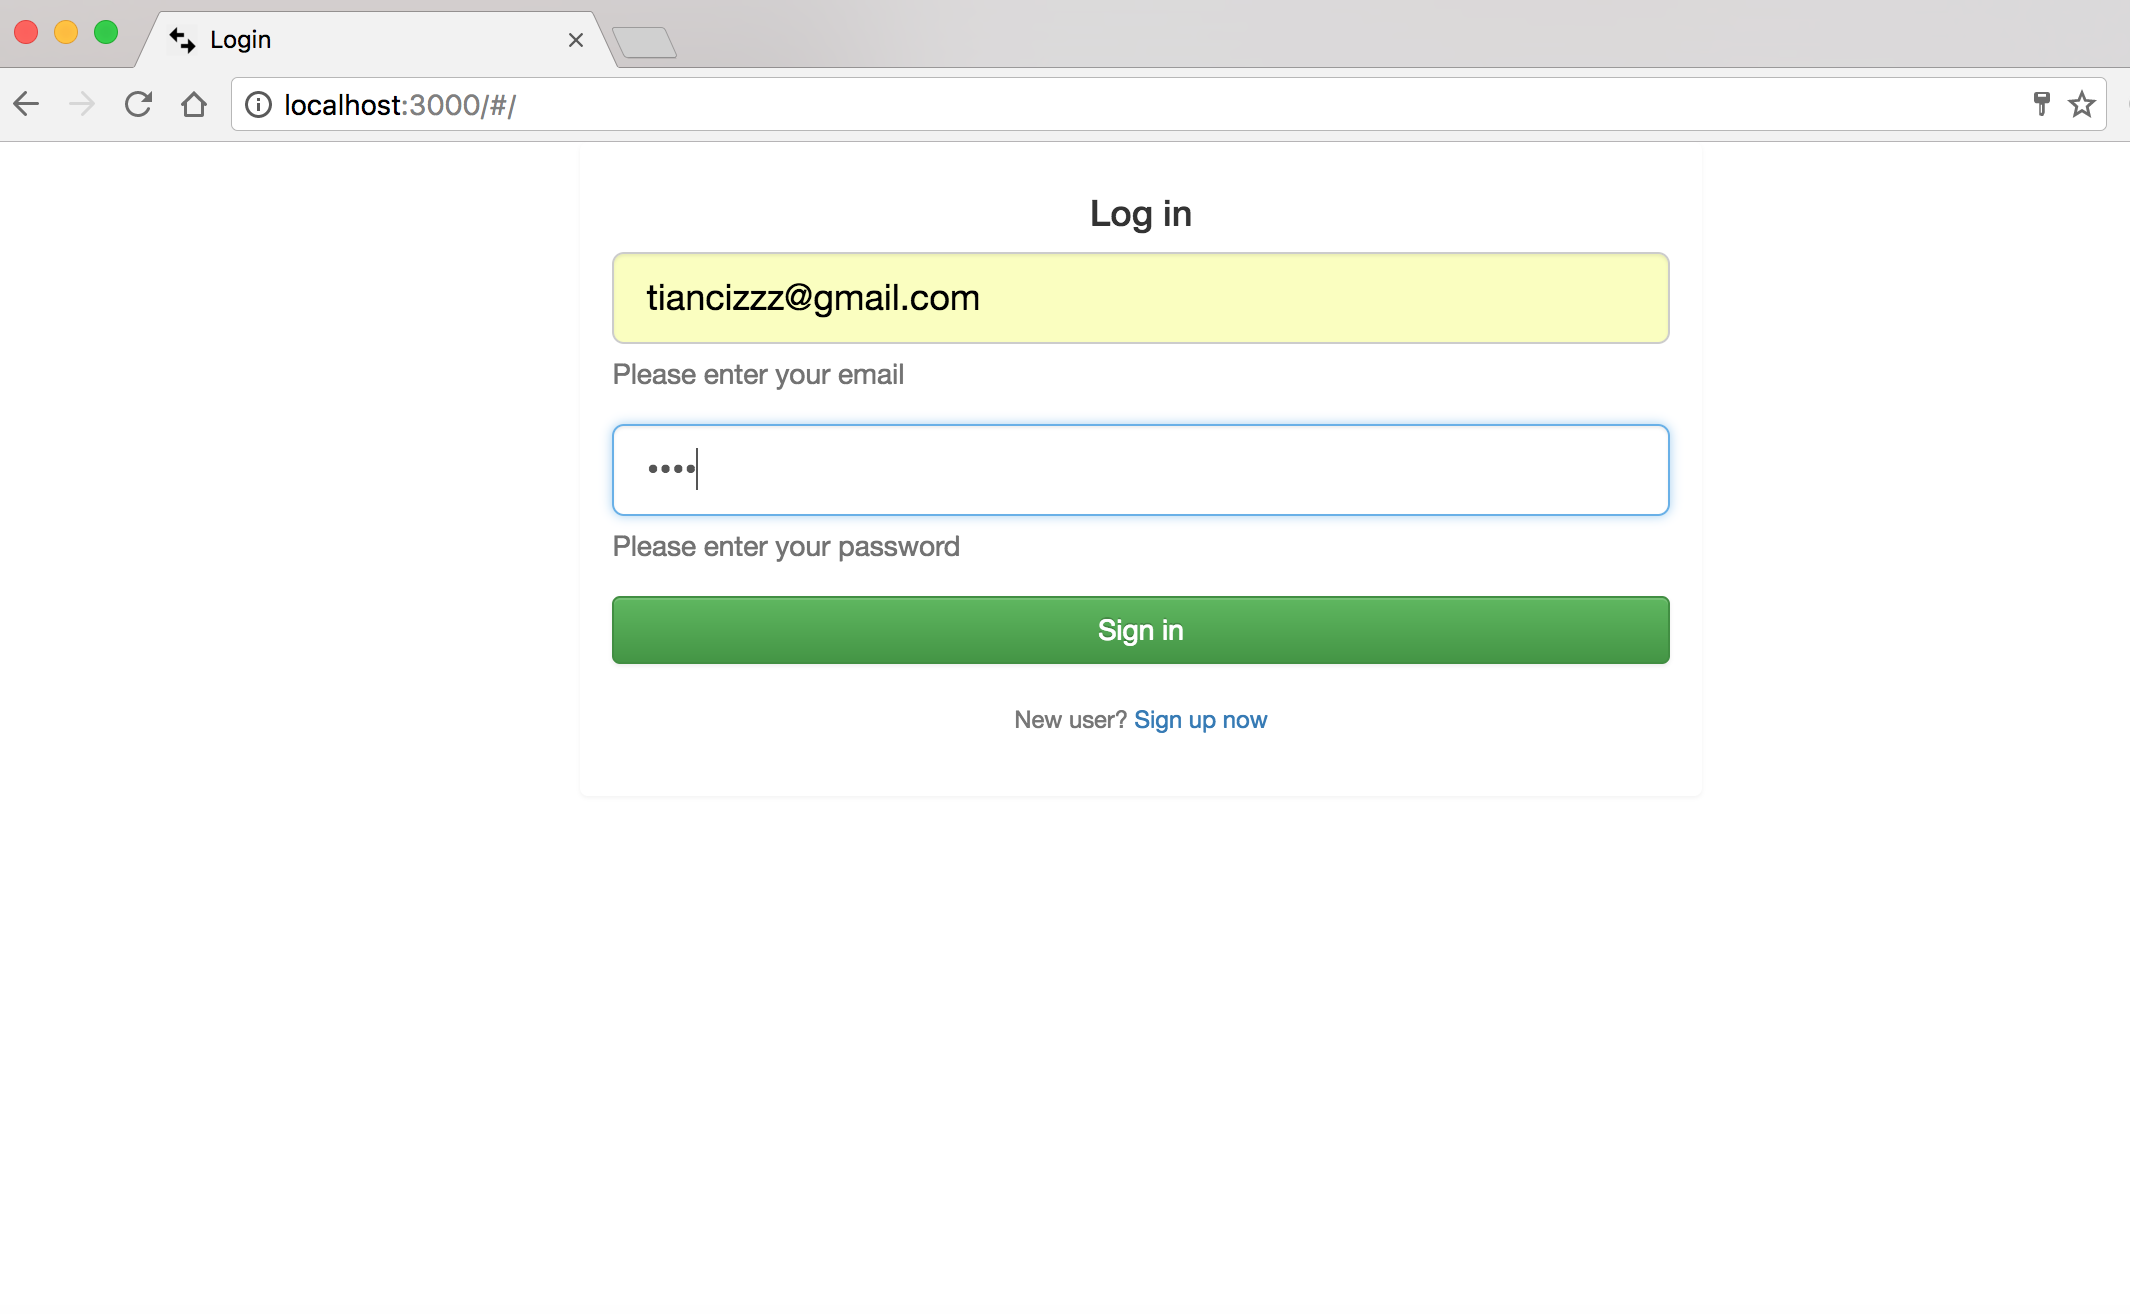 Login
localhost:3000/#/
Log in
tiancizzz@gmail.com
Please enter your email
••••
Please enter your password
Sign in
New user? Sign up now